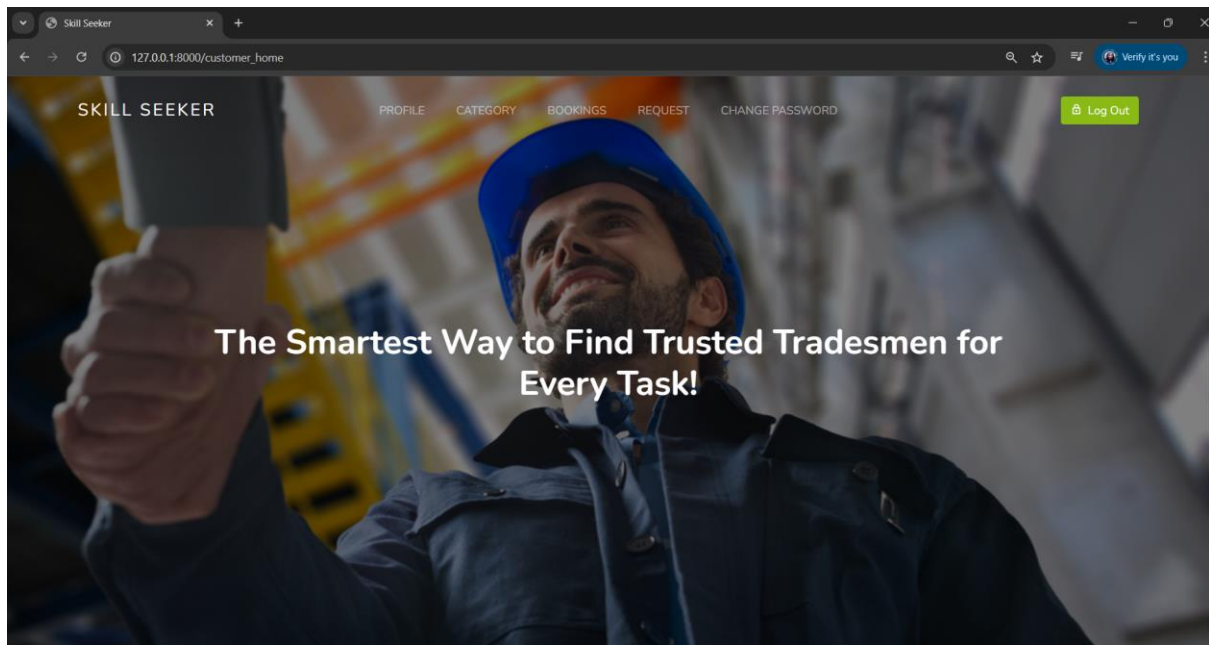 Skill Seeker
127.0.0.1:8000/customer_home
Verify it's you
SKILL SEEKER PROFILE CATEGORY BOOKINGS REQUEST CHANGE PASSWORD Log Out
The Smartest Way to Find Trusted Tradesmen for
Every Task!